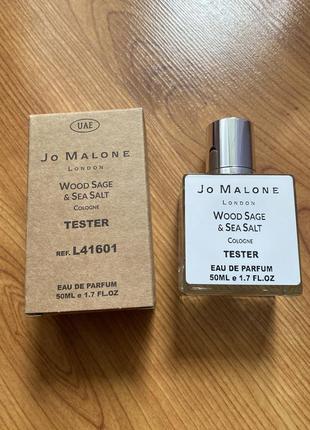 UAE
JO MALONE
LONDON
WOOD SAGE
& SEA SALT
COLOGNE
TESTER
REF. L41601
EAU DE PARFUM
50ML e 1.7 FL.OZ
JO MALONE
LONDON
WOOD SAGE
& SEA SALT
COLOGNE
TESTER
EAU DE PARFUM
50ML e 1.7 FL.OZ